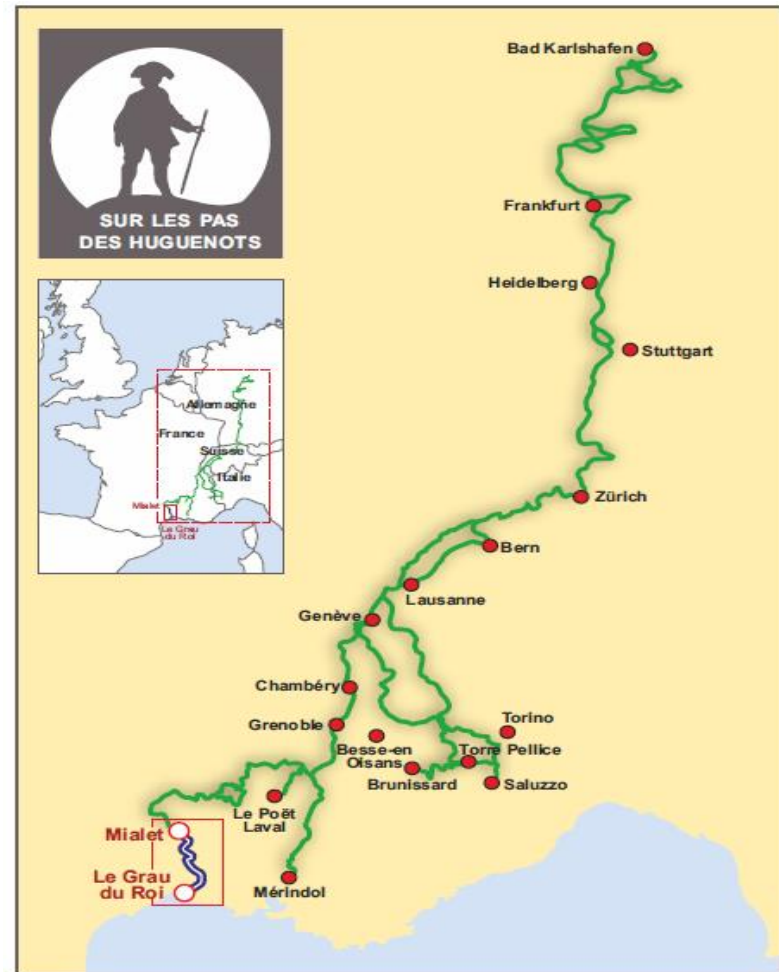 Bad Karlshafen
SUR LES PAS
DES HUGUENOTS
Frankfurt
Heidelberg
Stuttgart
Allemagne
France
Suisse
Italie
Mialet
Le Grau
du Roi
Zürich
Bern
Lausanne
Genève
Chambéry
Grenoble
Torino
Besse-en
Oisans
Torre Pellice
Brunissard
Saluzzo
Le Poët
Laval
Mialet
Le Grau
du Roi
Mérindol